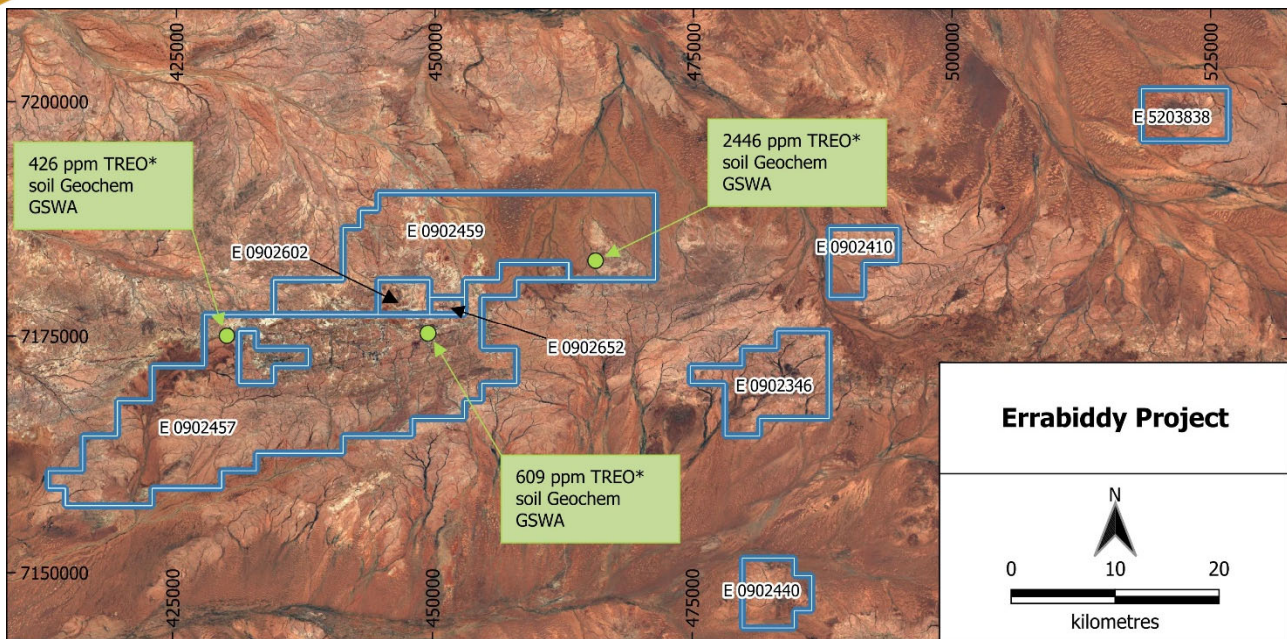 425000
450000
475000
500000
525000
7200000
7175000
7150000
E 5203838
2446 ppm TREO*
soil Geochem
GSWA
426 ppm TREO*
soil Geochem
GSWA
E 0902602
E 0902459
E 0902410
E 0902652
E 0902346
E 0902457
609 ppm TREO*
soil Geochem
GSWA
E 0902440
Errabiddy Project
N
0 10 20
kilometres
425000
450000
475000